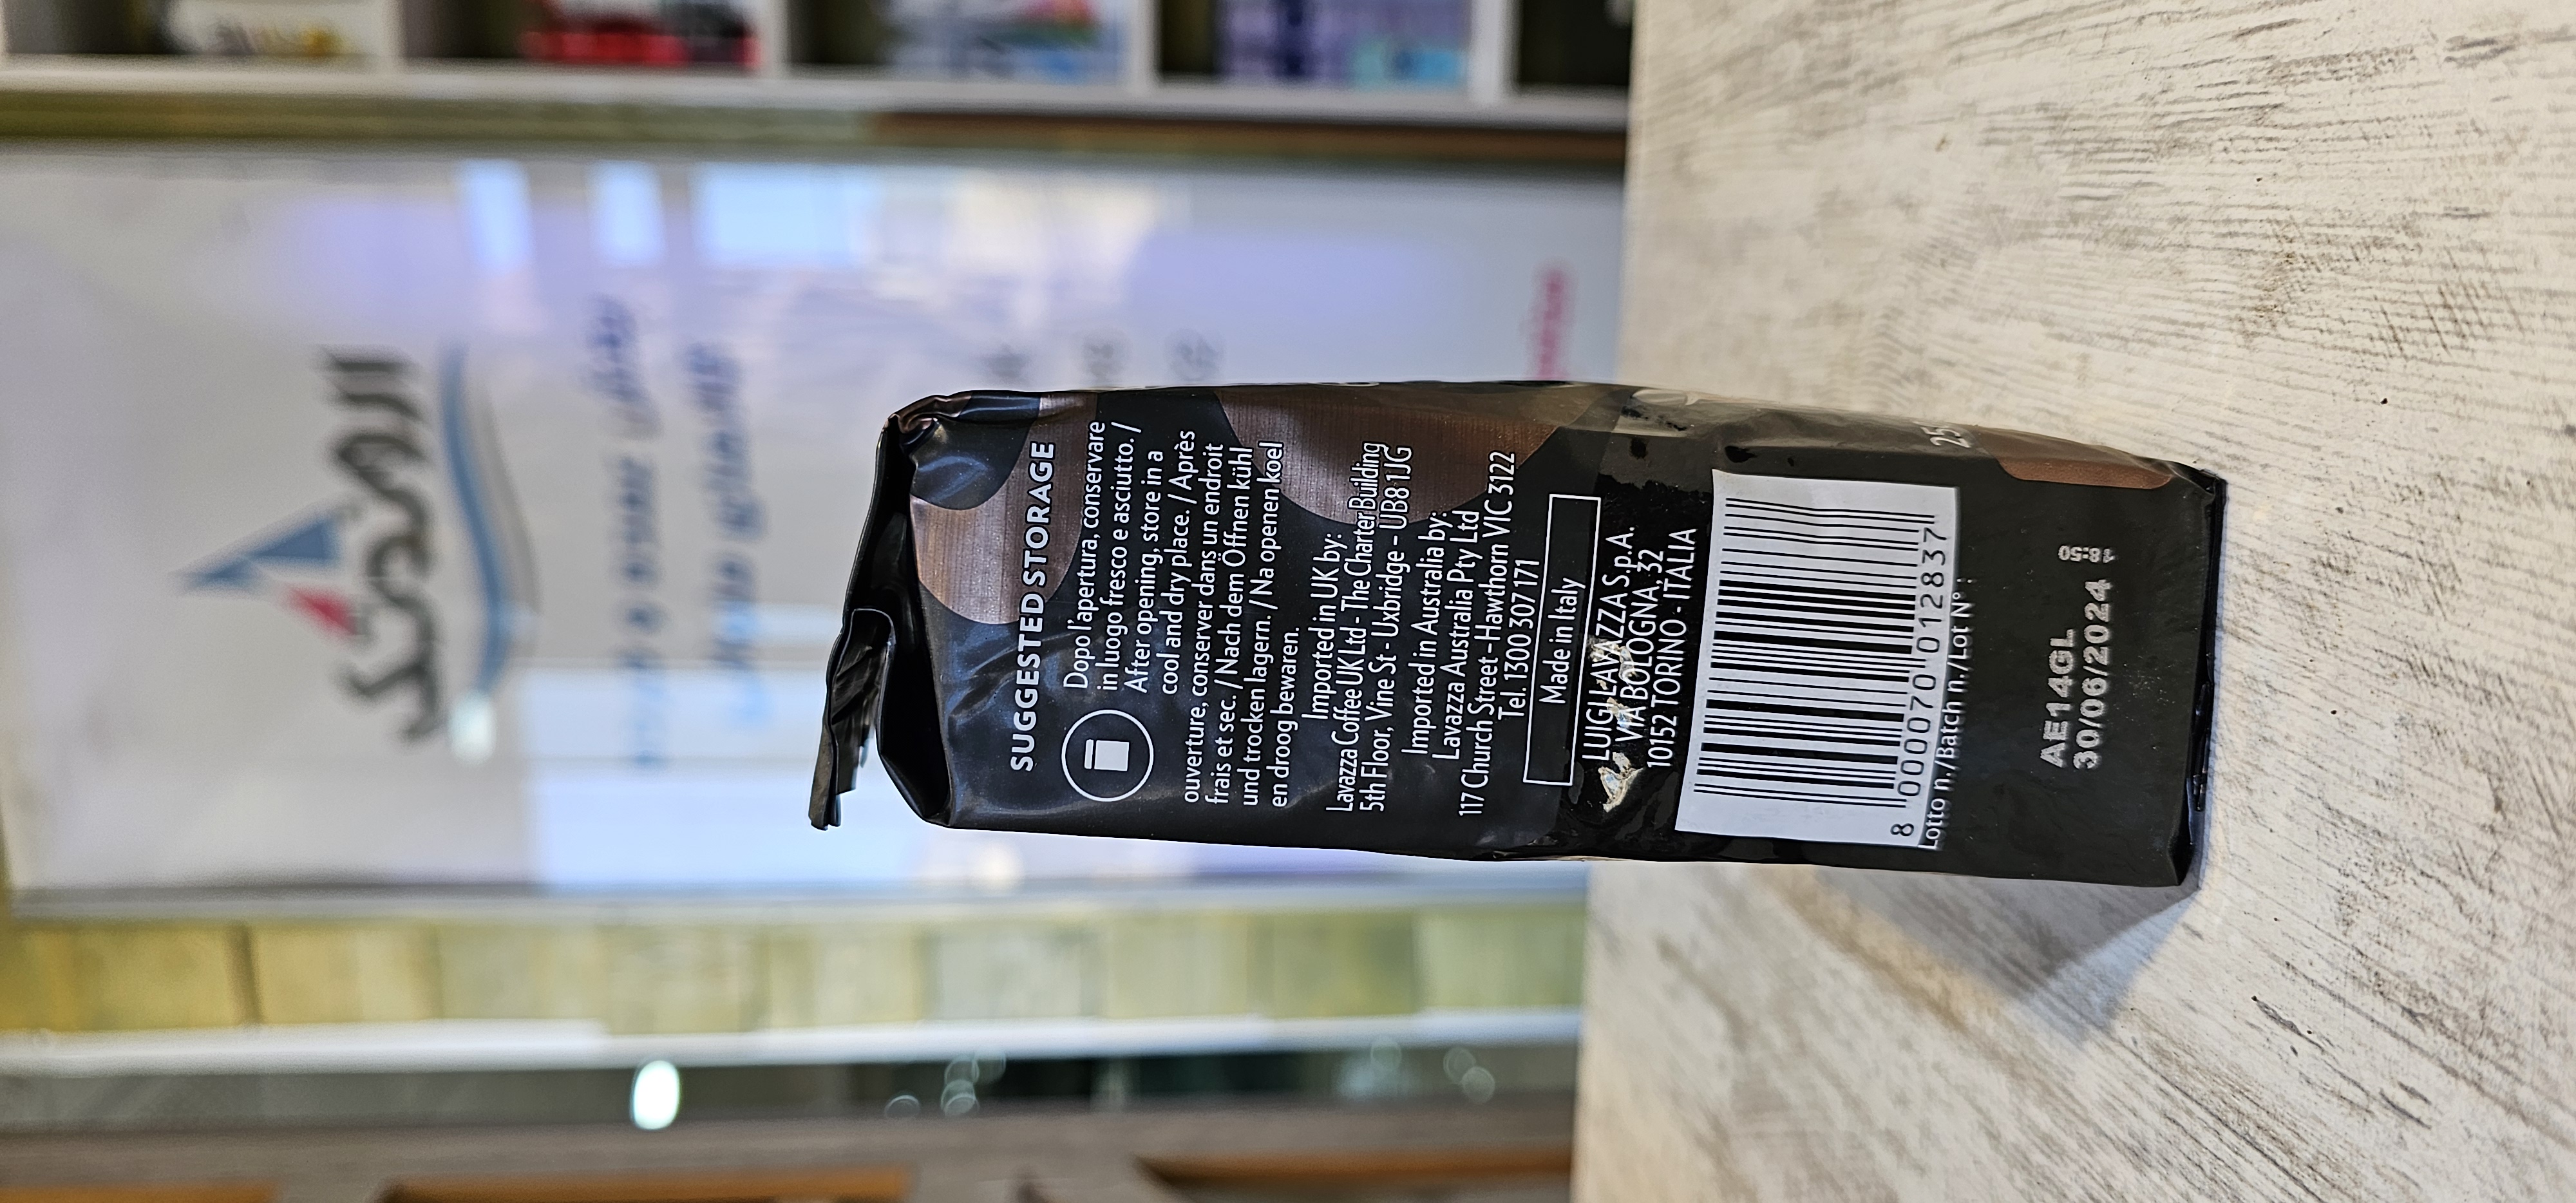 SUGGESTED STORAGE
Dopo l'apertura, conservare
in luogo fresco e asciutto. /
After opening, store in a
cool and dry place. / Après
ouverture, conserver dans un endroit
frais et sec. / Nach dem Öffnen kühl
und trocken lagern. / Na openen koel
en droog bewaren.
Imported in UK by:
Lavazza Coffee UK Ltd - The Charter Building
5th Floor, Vine St - Uxbridge - UB8 1JG
Imported in Australia by:
Lavazza Australia Pty Ltd
117 Church Street - Hawthorn VIC 3122
Tel. 1300 307 171
Made in Italy
LUIGI LAVAZZA S.p.A.
VIA BOLOGNA, 32
10152 TORINO - ITALIA
8 000070 012837
Lotto n./Batch n./Lot N°:
AE14GL
30/06/2024 18:50